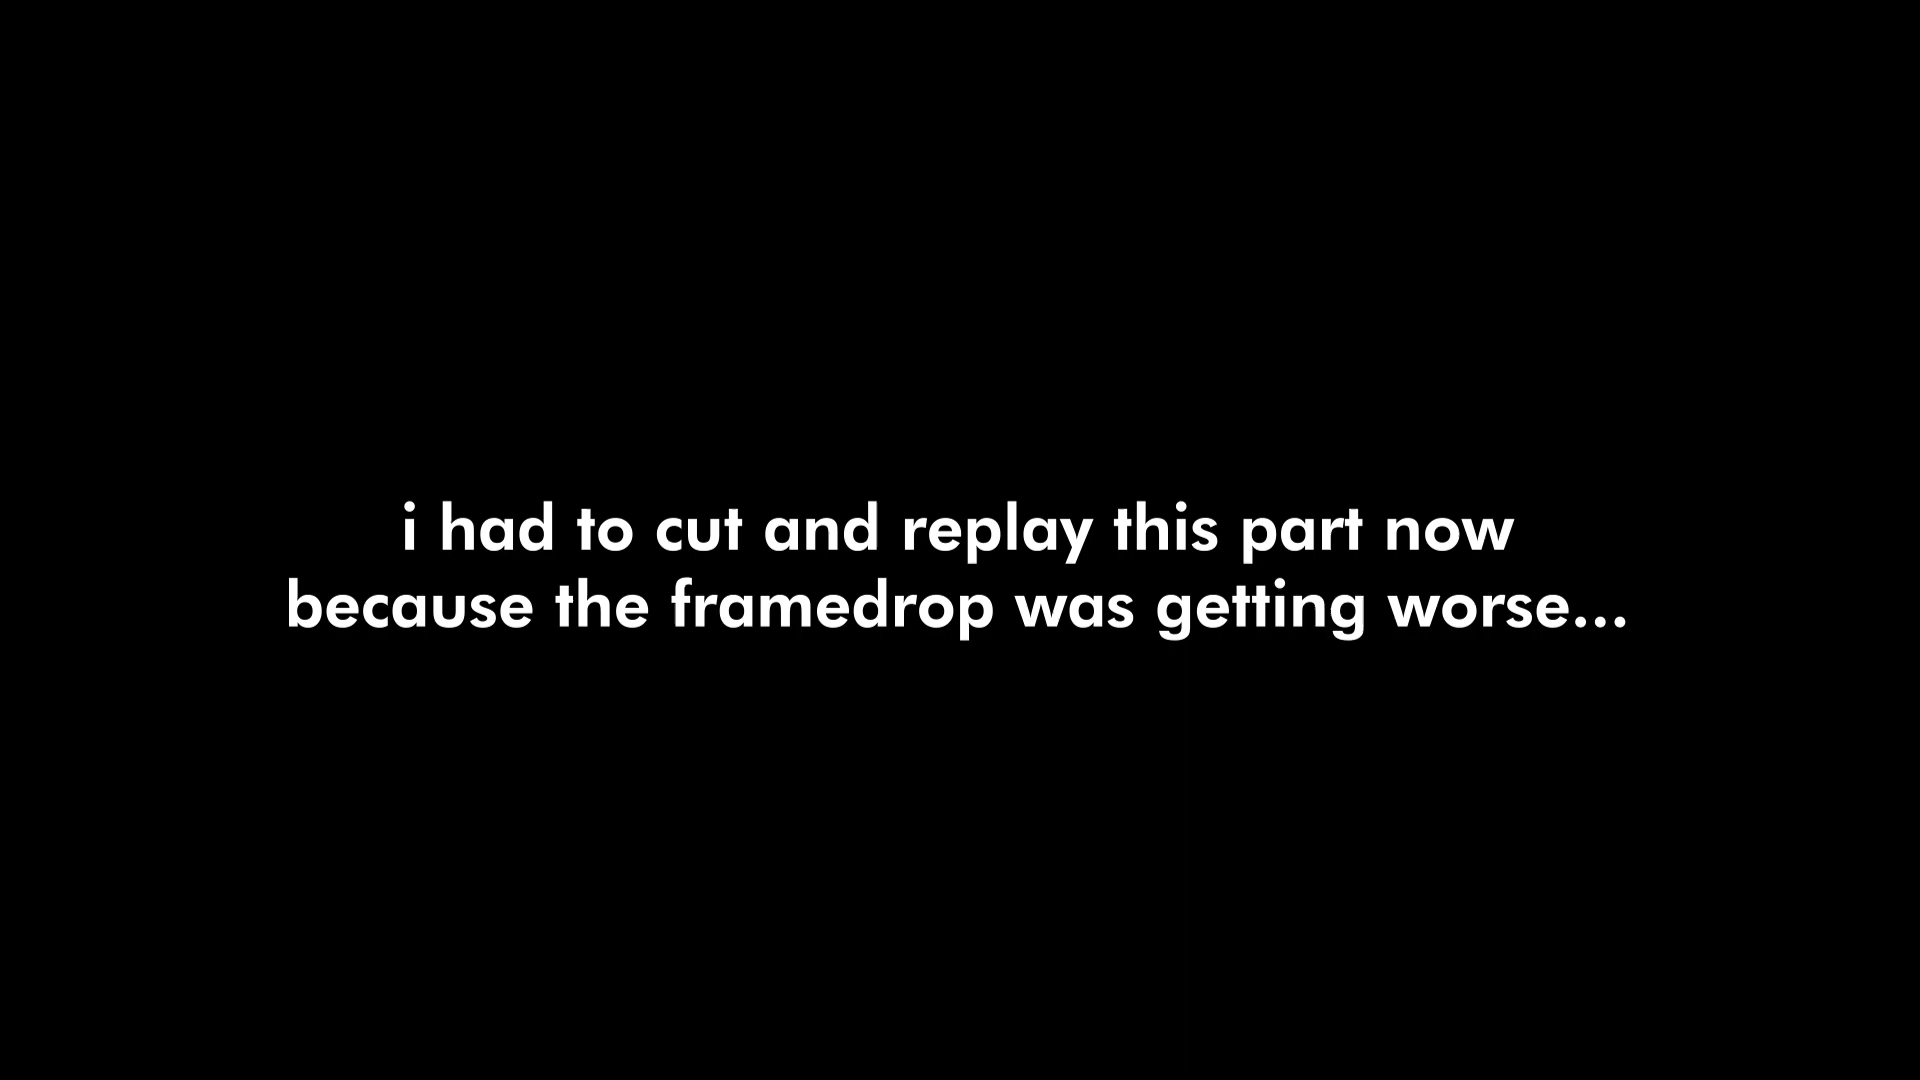 i had to cut and replay this part now
because the framedrop was getting worse...